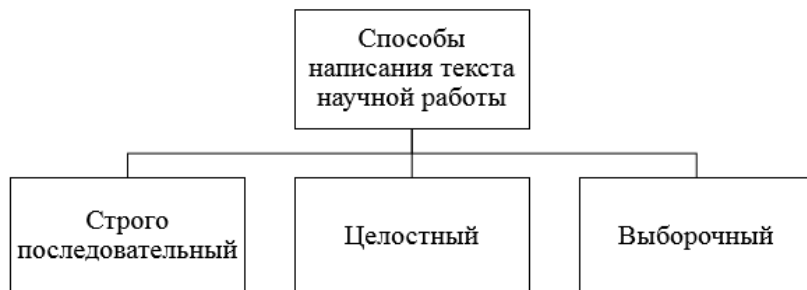 Способы
написания текста
научной работы
Строго
последовательный
Целостный
Выборочный